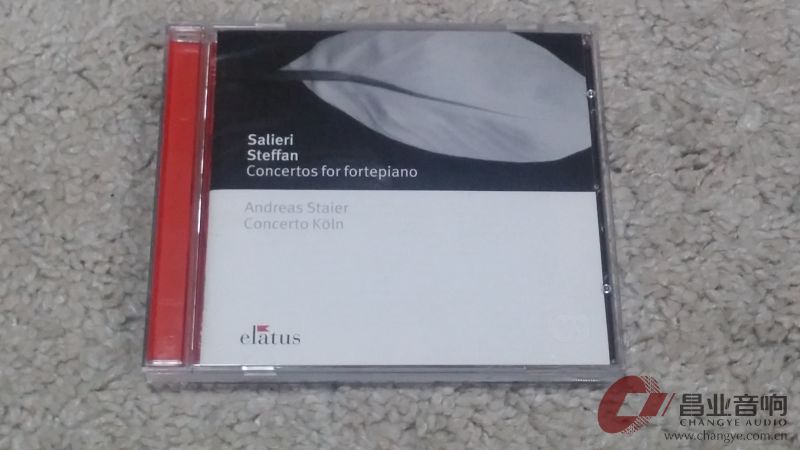 Salieri
Steffan
Concertos for fortepiano
Andreas Staier
Concerto Köln
elatus
昌业音响
CHANGYE AUDIO
www.changye.com.cn